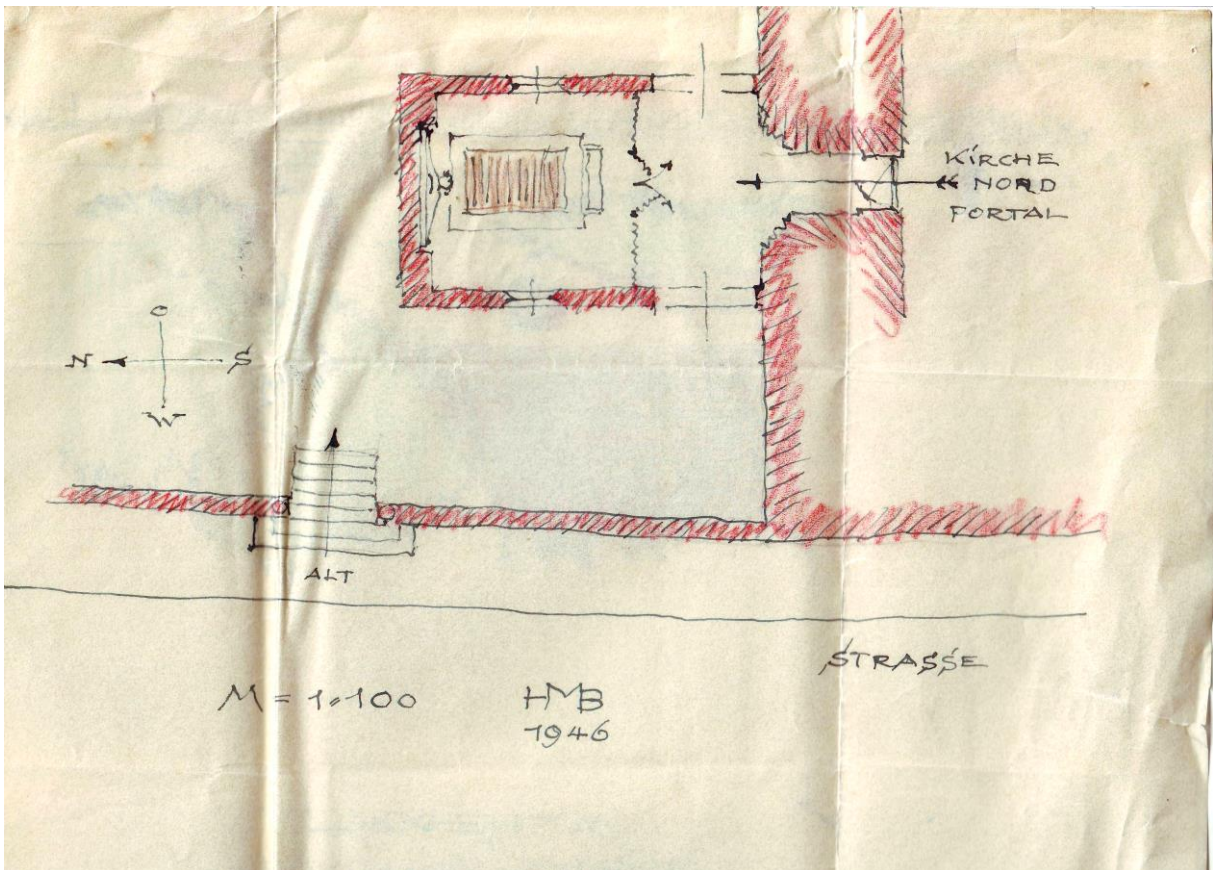 KIRCHE
NORD
PORTAL
O
N S
W
ALT
STRASSE
M = 1:100
HMB
1946